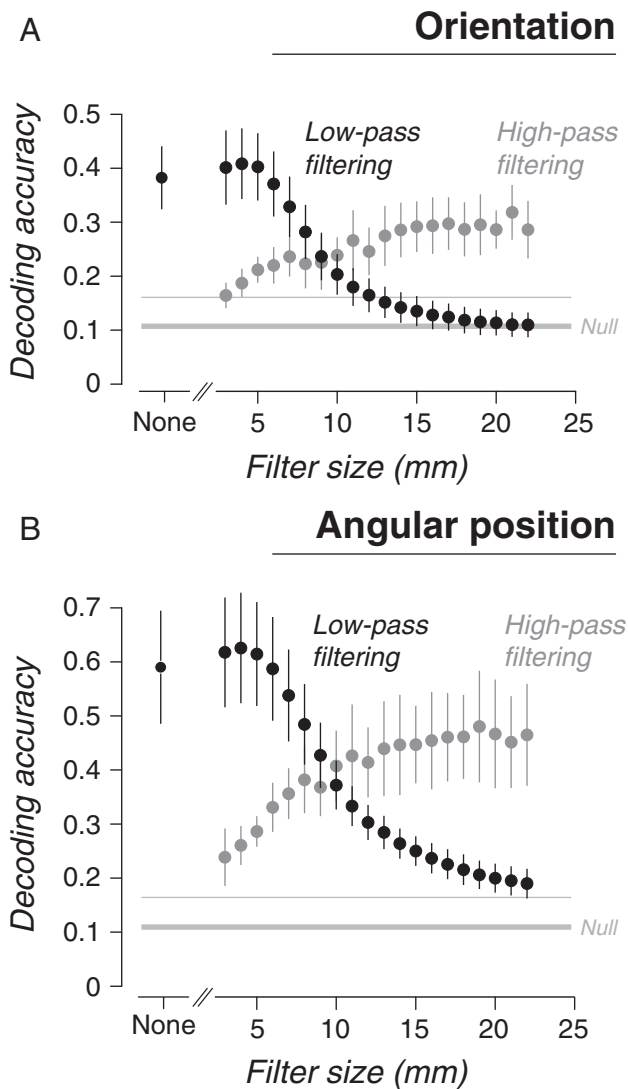 A
Orientation
Decoding accuracy
0.5
0.4
0.3
0.2
0.1
0
Low-pass
filtering
High-pass
filtering
Null
None 5 10 15 20 25
Filter size (mm)
B
Angular position
Decoding accuracy
0.7
0.6
0.5
0.4
0.3
0.2
0.1
0
Low-pass
filtering
High-pass
filtering
Null
None 5 10 15 20 25
Filter size (mm)